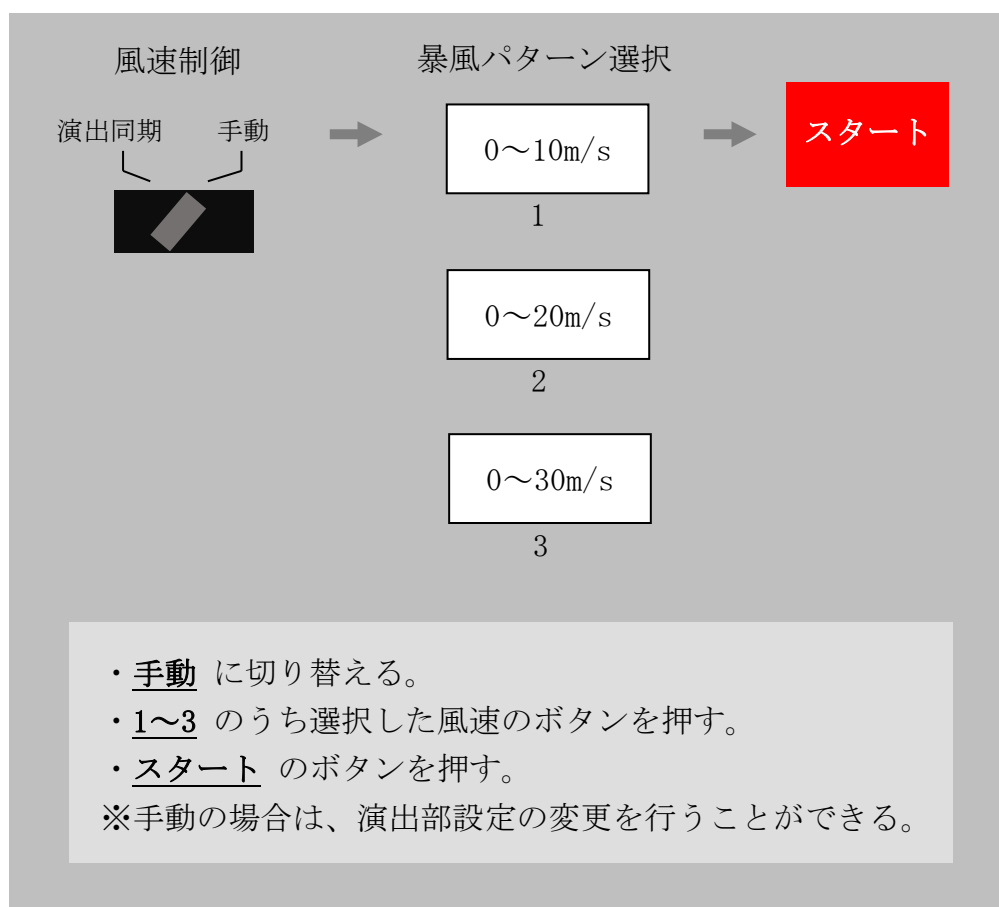 風速制御
演出同期 手動
暴風パターン選択
0～10m/s
1
0～20m/s
2
0～30m/s
3
スタート
・手動 に切り替える。
・1～3 のうち選択した風速のボタンを押す。
・スタート のボタンを押す。
※手動の場合は、演出部設定の変更を行うことができる。